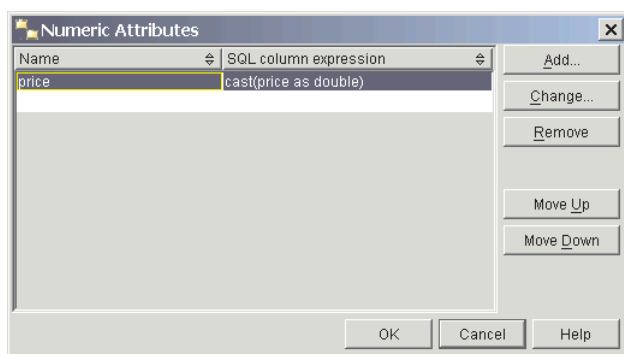 Numeric Attributes
Name SQL column expression
price cast(price as double)
Add...
Change...
Remove
Move Up
Move Down
OK Cancel Help